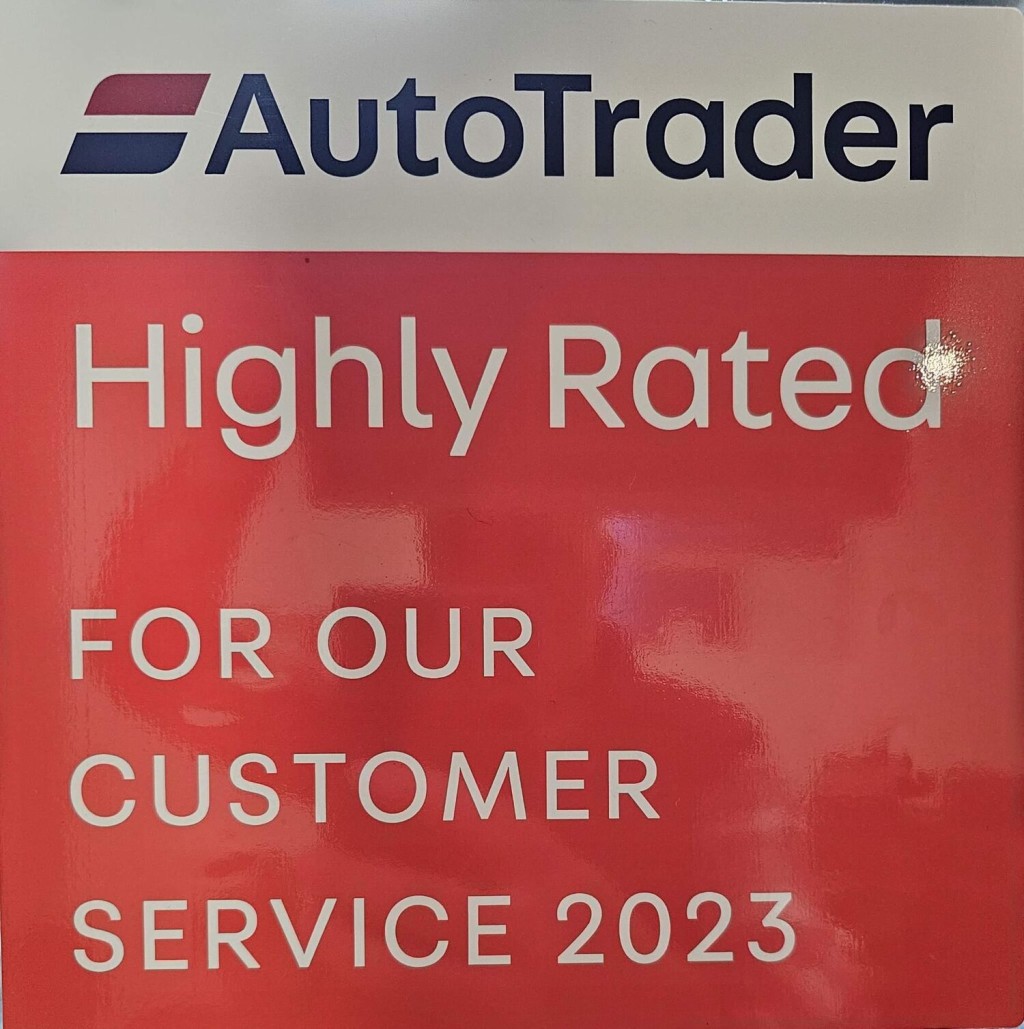 AutoTrader
Highly Rated
FOR OUR
CUSTOMER
SERVICE 2023